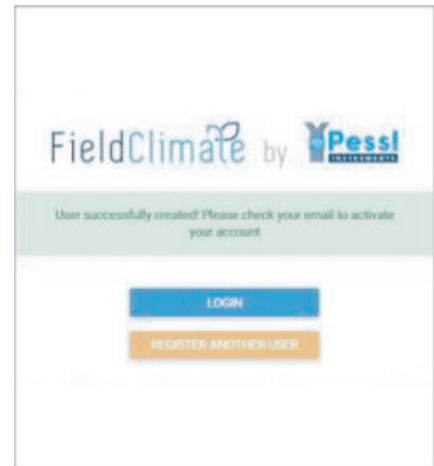 FieldClimate by Pessl
INSTRUMENTS
User successfully created! Please check your email to activate
your account
LOGIN
REGISTER ANOTHER USER